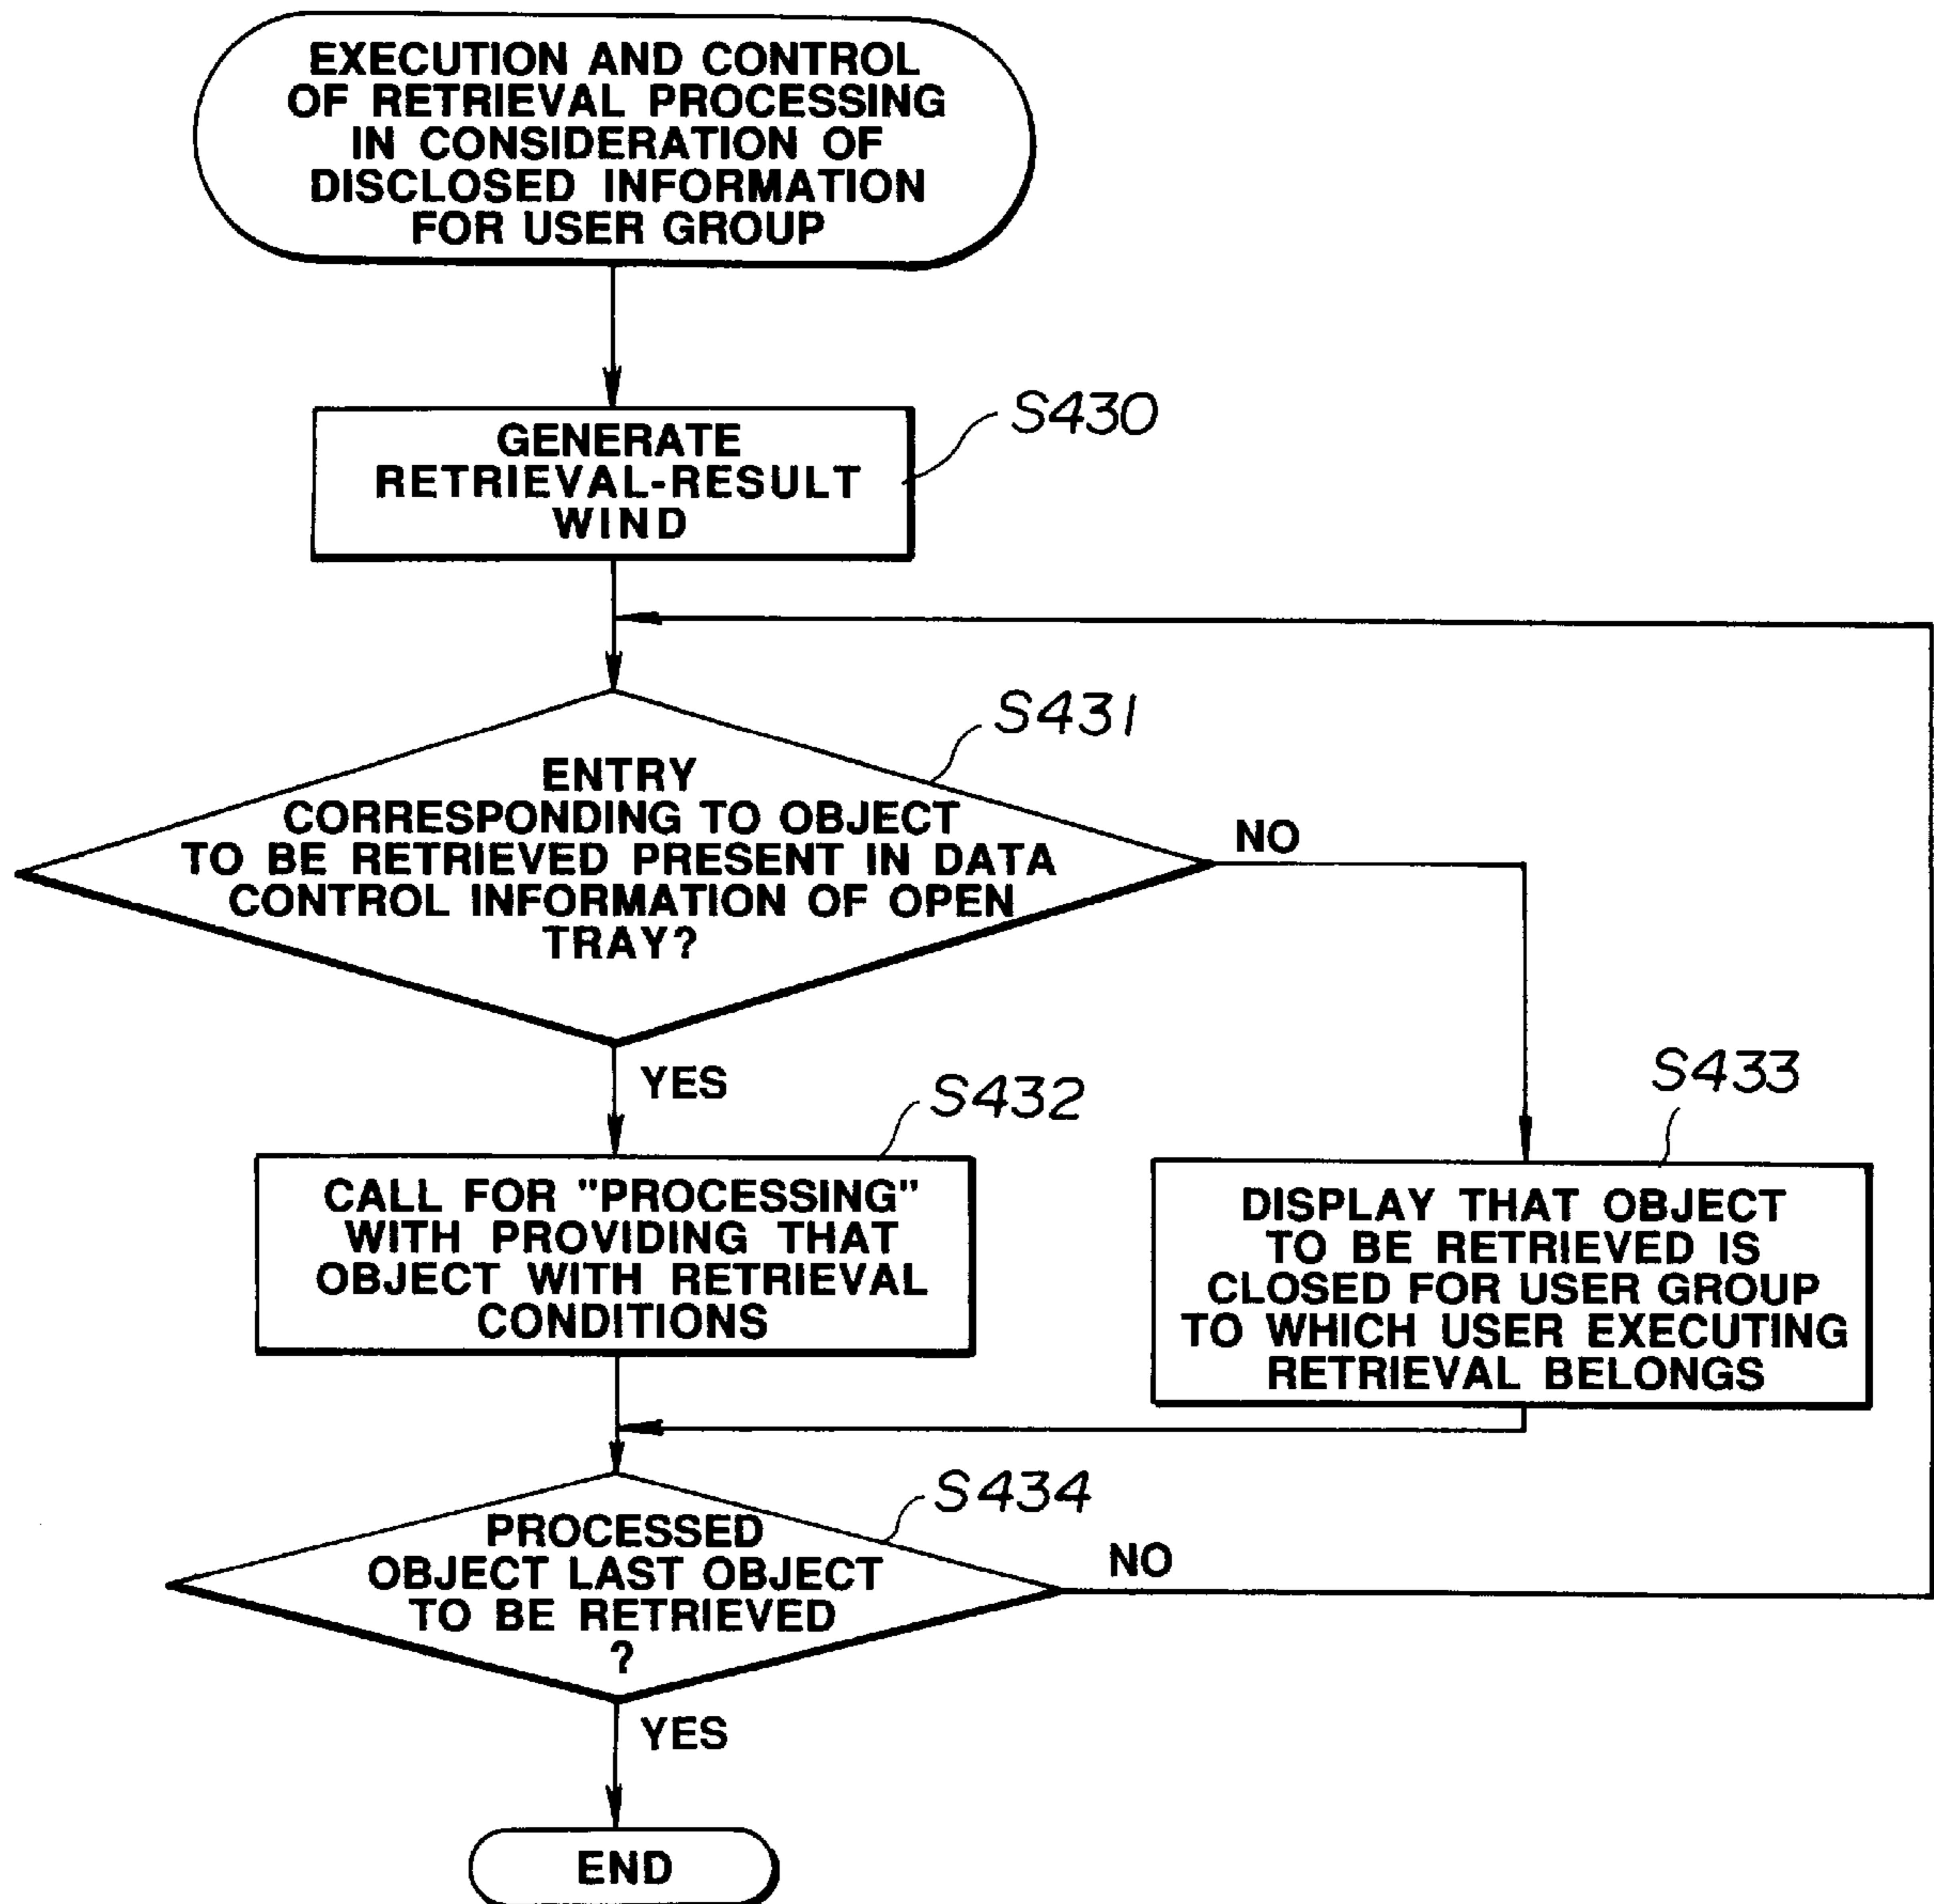 EXECUTION AND CONTROL
OF RETRIEVAL PROCESSING
IN CONSIDERATION OF
DISCLOSED INFORMATION
FOR USER GROUP
S430
GENERATE
RETRIEVAL-RESULT
WIND
S431
ENTRY
CORRESPONDING TO OBJECT
TO BE RETRIEVED PRESENT IN DATA
CONTROL INFORMATION OF OPEN
TRAY?
NO
YES
S432
CALL FOR "PROCESSING"
WITH PROVIDING THAT
OBJECT WITH RETRIEVAL
CONDITIONS
S433
DISPLAY THAT OBJECT
TO BE RETRIEVED IS
CLOSED FOR USER GROUP
TO WHICH USER EXECUTING
RETRIEVAL BELONGS
S434
PROCESSED
OBJECT LAST OBJECT
TO BE RETRIEVED
?
NO
YES
END